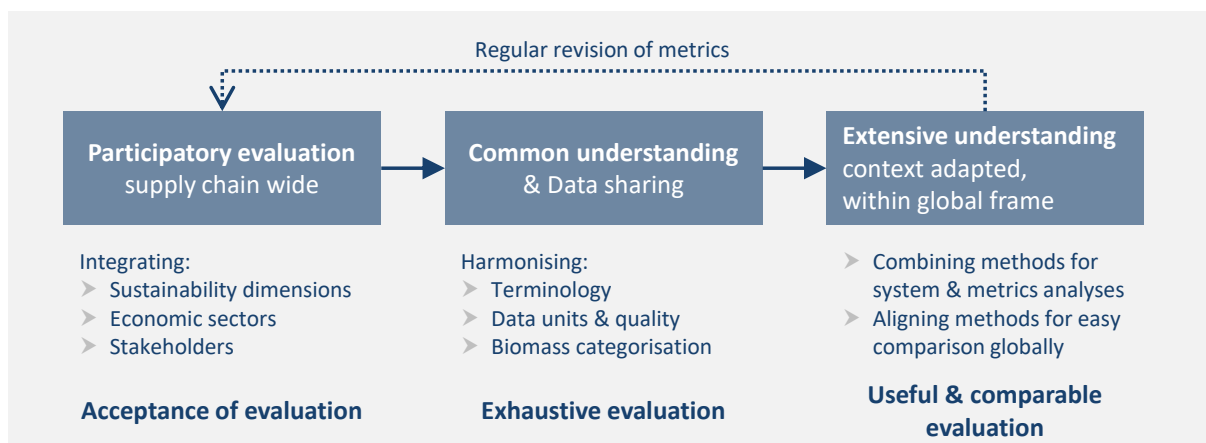 Regular revision of metrics
Participatory evaluation
supply chain wide
Common understanding
& Data sharing
Extensive understanding
context adapted,
within global frame
Integrating:
Sustainability dimensions
Economic sectors
Stakeholders
Acceptance of evaluation
Harmonising:
Terminology
Data units & quality
Biomass categorisation
Exhaustive evaluation
Combining methods for
system & metrics analyses
Aligning methods for easy
comparison globally
Useful & comparable
evaluation